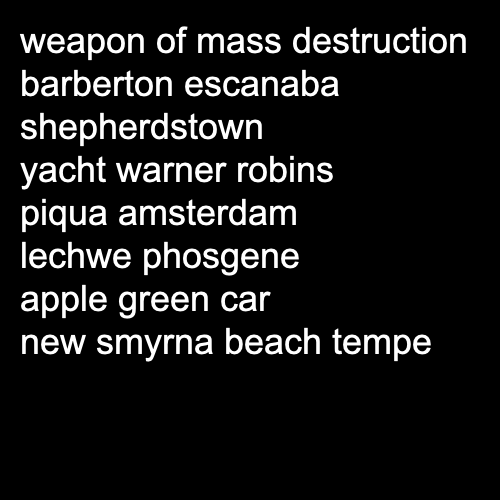 weapon of mass destruction
barberton escanaba
shepherdstown
yacht warner robins
piqua amsterdam
lechwe phosgene
apple green car
new smyrna beach tempe